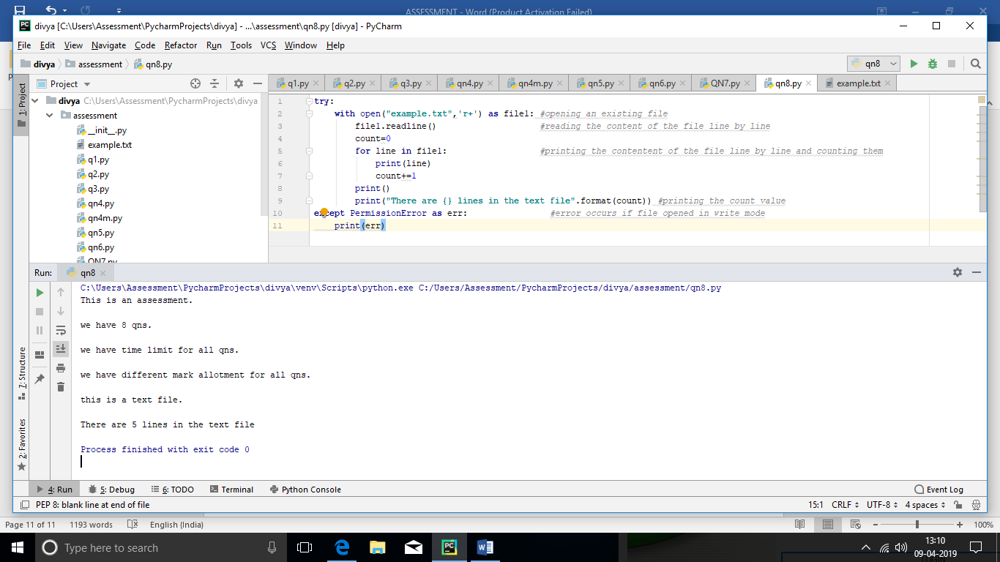 ASSESSMENT - Word (Product Activation Failed)
divya [C:\Users\Assessment\PycharmProjects\divya] - ...\assessment\qn8.py [divya] - PyCharm
File Edit View Navigate Code Refactor Run Tools VCS Window Help
divya assessment qn8.py qn8
Project q1.py q2.py q3.py qn4.py qn4m.py qn5.py qn6.py QN7.py qn8.py example.txt
1: Project
divya C:\Users\Assessment\PycharmProjects\divya
assessment
__init__.py
example.txt
q1.py
q2.py
q3.py
qn4.py
qn4m.py
qn5.py
qn6.py
QN7.py
1 try:
2 with open("example.txt",'r+') as file1: #opening an existing file
3 file1.readline() #reading the content of the file line by line
4 count=0
5 for line in file1: #printing the contentent of the file line by line and counting them
6 print(line)
7 count+=1
8 print()
9 print("There are {} lines in the text file".format(count)) #printing the count value
10 except PermissionError as err: #error occurs if file opened in write mode
11 print(err)
Run: qn8
C:\Users\Assessment\PycharmProjects\divya\venv\Scripts\python.exe C:/Users/Assessment/PycharmProjects/divya/assessment/qn8.py
This is an assessment.
we have 8 qns.
we have time limit for all qns.
we have different mark allotment for all qns.
this is a text file.
There are 5 lines in the text file
Process finished with exit code 0
7: Structure
2: Favorites
4: Run 5: Debug 6: TODO Terminal Python Console Event Log
PEP 8: blank line at end of file 15:1 CRLF UTF-8 4 spaces
Page 11 of 11 1193 words English (India) 100%
Type here to search
13:10
09-04-2019